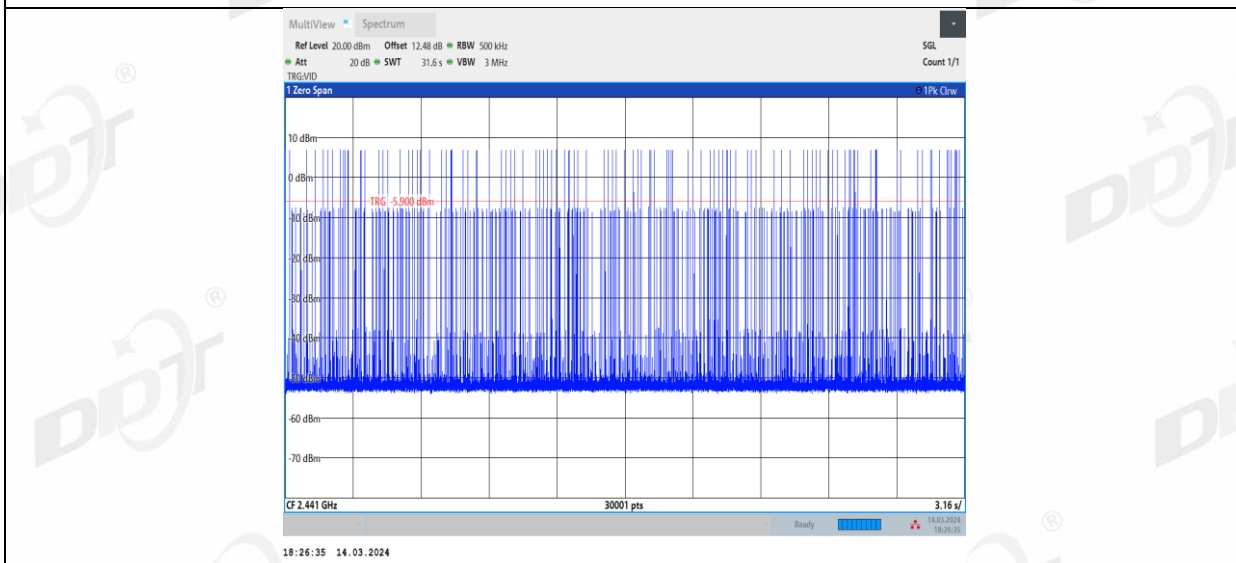 MultiView Spectrum
Ref Level 20.00 dBm Offset 12.48 dB RBW 500 kHz SGL
Att 20 dB SWT 31.6 s VBW 3 MHz Count 1/1
TRG:VID
1 Zero Span 1Pk Clrw
10 dBm
0 dBm
TRG -5.900 dBm
-10 dBm
-20 dBm
-30 dBm
-40 dBm
-50 dBm
-60 dBm
-70 dBm
CF 2.441 GHz 30001 pts 3.16 s/
Ready 14.03.2024
18:26:35
18:26:35 14.03.2024
DDT ®
DDT ®
DDT
DDT